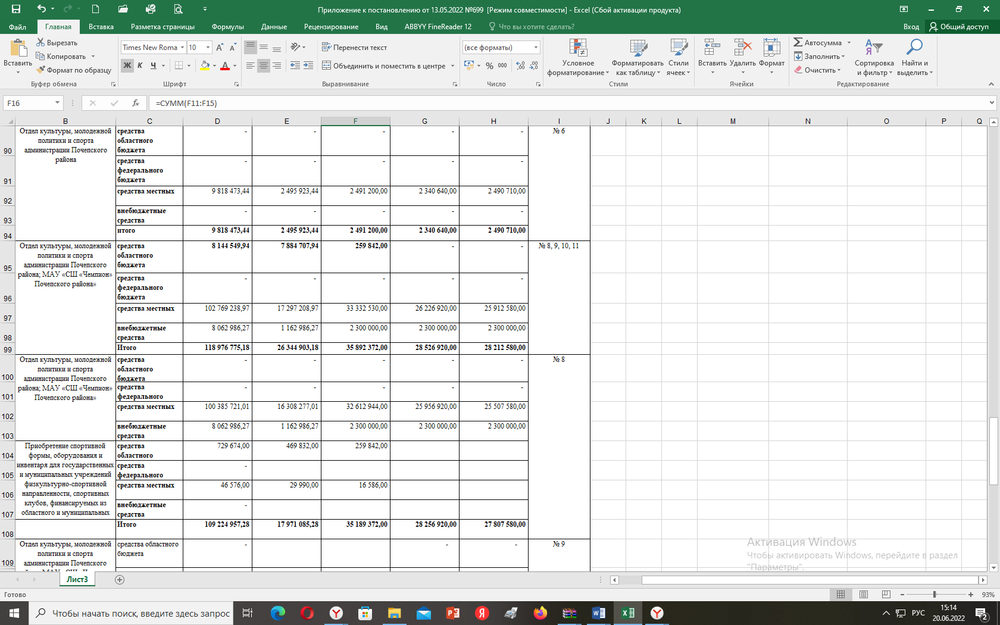 Приложение к постановлению от 13.05.2022 №699 [Режим совместимости] - Excel (Сбой активации продукта)
Файл Главная Вставка Разметка страницы Формулы Данные Рецензирование Вид ABBYY FineReader 12 Что вы хотите сделать? Вход Общий доступ
Вставить
Вырезать
Копировать
Формат по образцу
Буфер обмена
Times New Roma 10
Ж К Ч
Шрифт
Перенести текст
Объединить и поместить в центре
Выравнивание
(все форматы)
% 000
Число
Условное форматирование
Форматировать как таблицу
Стили ячеек
Стили
Вставить Удалить Формат
Ячейки
Автосумма
Заполнить
Очистить
Сортировка и фильтр
Найти и выделить
Редактирование
F16 fx =СУММ(F11:F15)
B C D E F G H I J K L M N O P Q
Отдел культуры, молодежной
политики и спорта
администрации Почепского
района
90 средства областного бюджета - - - - - № 6
91 средства федерального бюджета - - - - -
92 средства местных 9 818 473,44 2 495 923,44 2 491 200,00 2 340 640,00 2 490 710,00
93 внебюджетные средства - - - - -
94 итого 9 818 473,44 2 495 923,44 2 491 200,00 2 340 640,00 2 490 710,00
Отдел культуры, молодежной
политики и спорта
администрации Почепского
района; МАУ «СШ «Чемпион»
Почепского района»
95 средства областного бюджета 8 144 549,94 7 884 707,94 259 842,00 - - № 8, 9, 10, 11
96 средства федерального бюджета - - - - -
97 средства местных 102 769 238,97 17 297 208,97 33 332 530,00 26 226 920,00 25 912 580,00
98 внебюджетные средства 8 062 986,27 1 162 986,27 2 300 000,00 2 300 000,00 2 300 000,00
99 Итого 118 976 775,18 26 344 903,18 35 892 372,00 28 526 920,00 28 212 580,00
Отдел культуры, молодежной
политики и спорта
администрации Почепского
района; МАУ «СШ «Чемпион»
Почепского района»
100 средства областного бюджета - - - - - № 8
101 средства федерального - - - - -
102 средства местных 100 385 721,01 16 308 277,01 32 612 944,00 25 956 920,00 25 507 580,00
103 внебюджетные средства 8 062 986,27 1 162 986,27 2 300 000,00 2 300 000,00 2 300 000,00
Приобретение спортивной
формы, оборудования и
инвентаря для государственных
и муниципальных учреждений
физкультурно-спортивной
направленности, спортивных
клубов, финансируемых из
областного и муниципальных
104 средства областного 729 674,00 469 832,00 259 842,00
105 средства федерального -
106 средства местных 46 576,00 29 990,00 16 586,00
107 внебюджетные средства -
108 Итого 109 224 957,28 17 971 085,28 35 189 372,00 28 256 920,00 27 807 580,00
Отдел культуры, молодежной
политики и спорта
администрации Почепского
109 средства областного бюджета - - - № 9
Активация Windows
Чтобы активировать Windows, перейдите в раздел
"Параметры".
Лист3
Готово 93%
Чтобы начать поиск, введите здесь запрос
РУС 15:14
20.06.2022
2